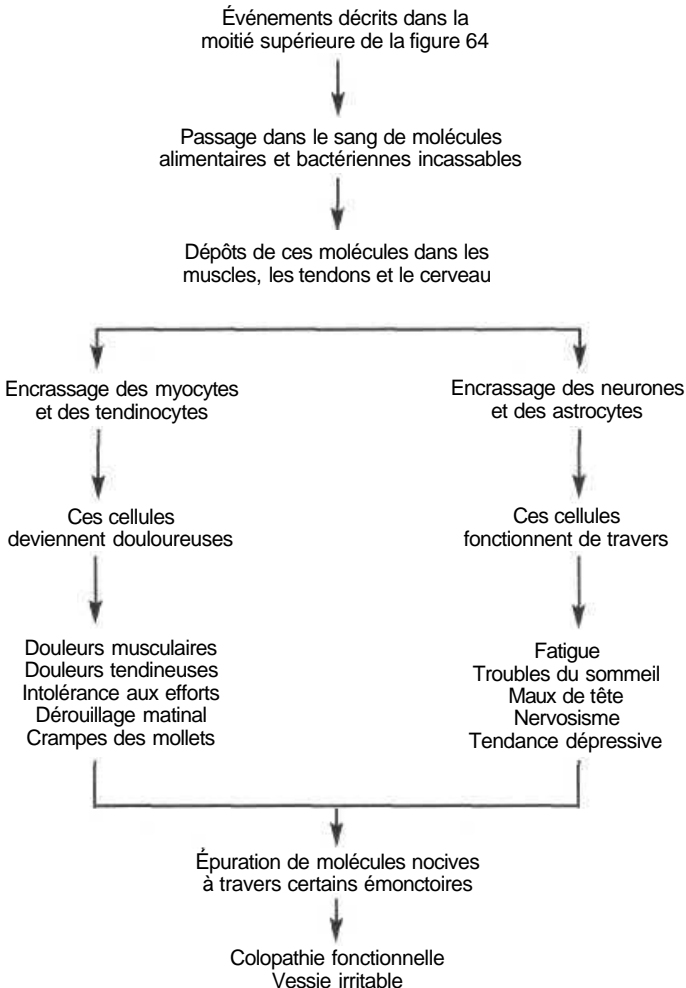 Événements décrits dans la
moitié supérieure de la figure 64
Passage dans le sang de molécules
alimentaires et bactériennes incassables
Dépôts de ces molécules dans les
muscles, les tendons et le cerveau
Encrassage des myocytes
et des tendinocytes
Encrassage des neurones
et des astrocytes
Ces cellules
deviennent douloureuses
Ces cellules
fonctionnent de travers
Douleurs musculaires
Douleurs tendineuses
Intolérance aux efforts
Dérouillage matinal
Crampes des mollets
Fatigue
Troubles du sommeil
Maux de tête
Nervosisme
Tendance dépressive
Épuration de molécules nocives
à travers certains émonctoires
Colopathie fonctionnelle
Vessie irritable